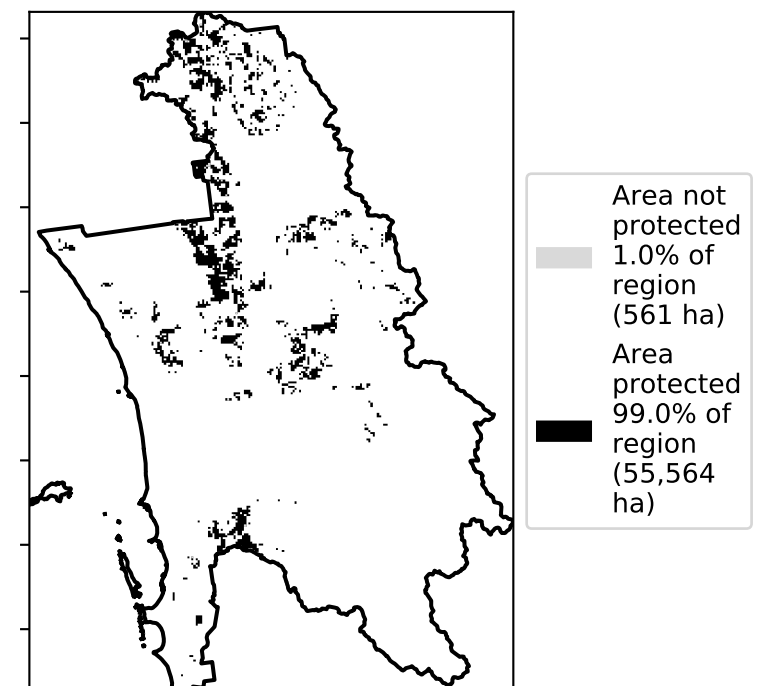 Area not
protected
1.0% of
region
(561 ha)
Area
protected
99.0% of
region
(55,564
ha)